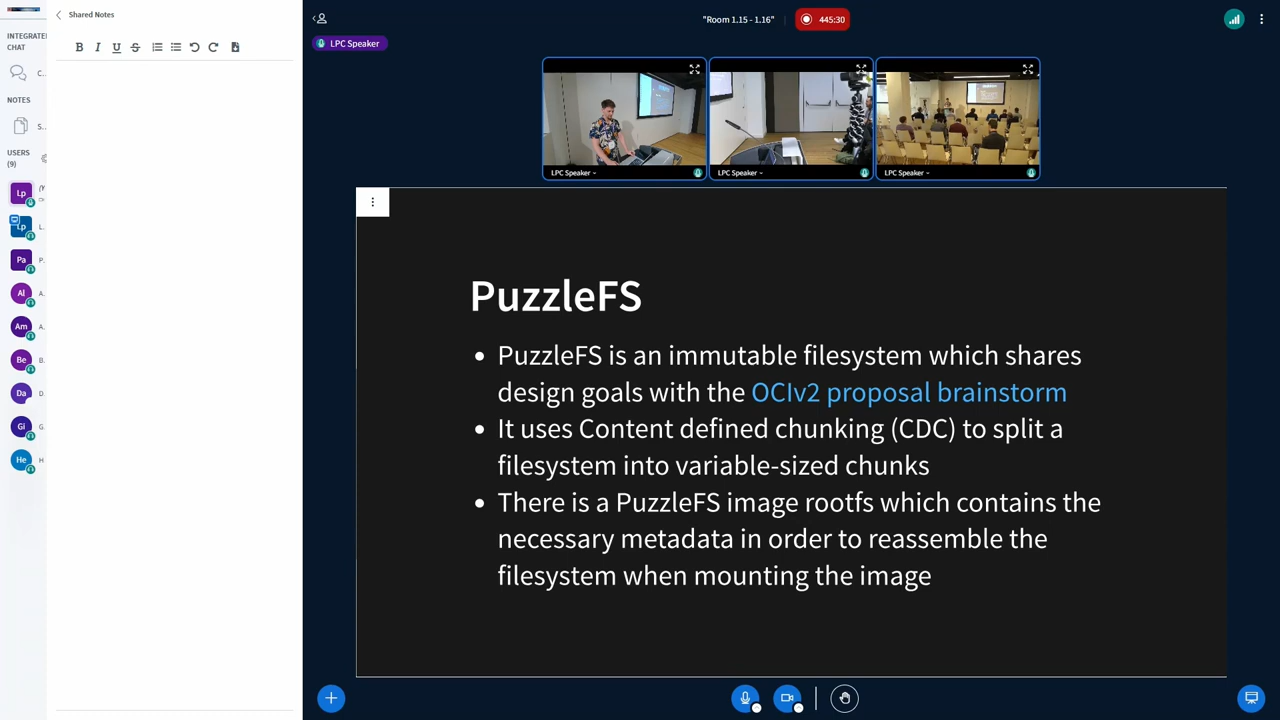 INTEGRATE
CHAT
C...
NOTES
S...
USERS
(9)
Lp
Lp
L...
Pa
P...
Al
A...
Am
A...
Be
B...
Da
D...
Gi
G...
He
H
Shared Notes
B I U S
"Room 1.15 - 1.16"
445:30
LPC Speaker
LPC Speaker
LPC Speaker
LPC Speaker
PuzzleFS
• PuzzleFS is an immutable filesystem which shares
design goals with the OCIv2 proposal brainstorm
• It uses Content defined chunking (CDC) to split a
filesystem into variable-sized chunks
• There is a PuzzleFS image rootfs which contains the
necessary metadata in order to reassemble the
filesystem when mounting the image